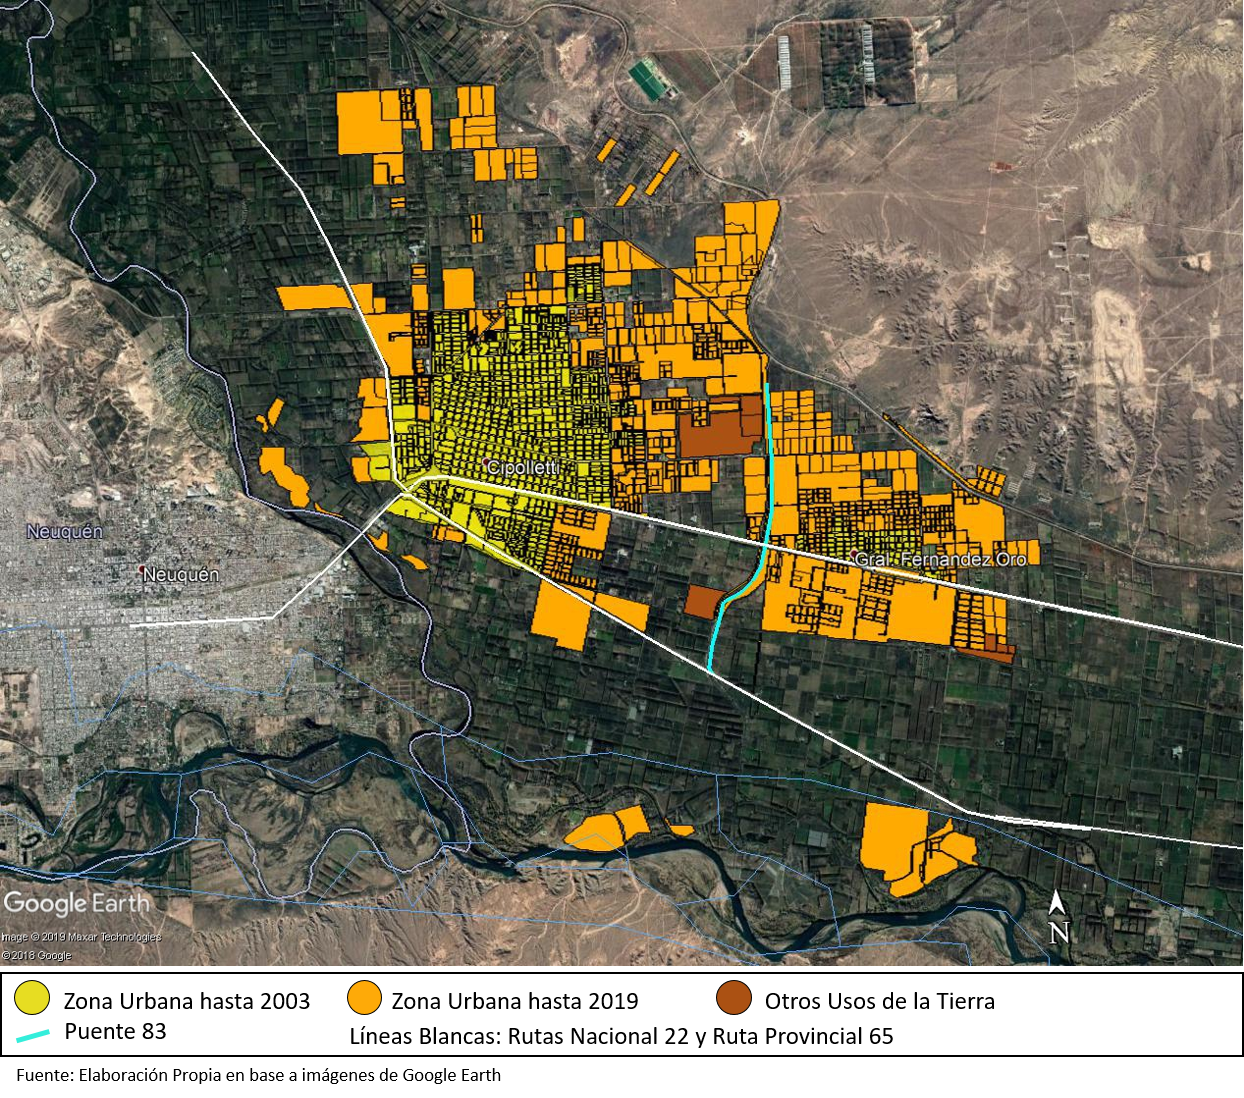 Cipolletti
Neuquén
Gral. Fernandez Oro
Neuquén
Google Earth
N
Image © 2019 Maxar Technologies
©2018 Google
Zona Urbana hasta 2003
Zona Urbana hasta 2019
Otros Usos de la Tierra
Puente 83
Líneas Blancas: Rutas Nacional 22 y Ruta Provincial 65
Fuente: Elaboración Propia en base a imágenes de Google Earth